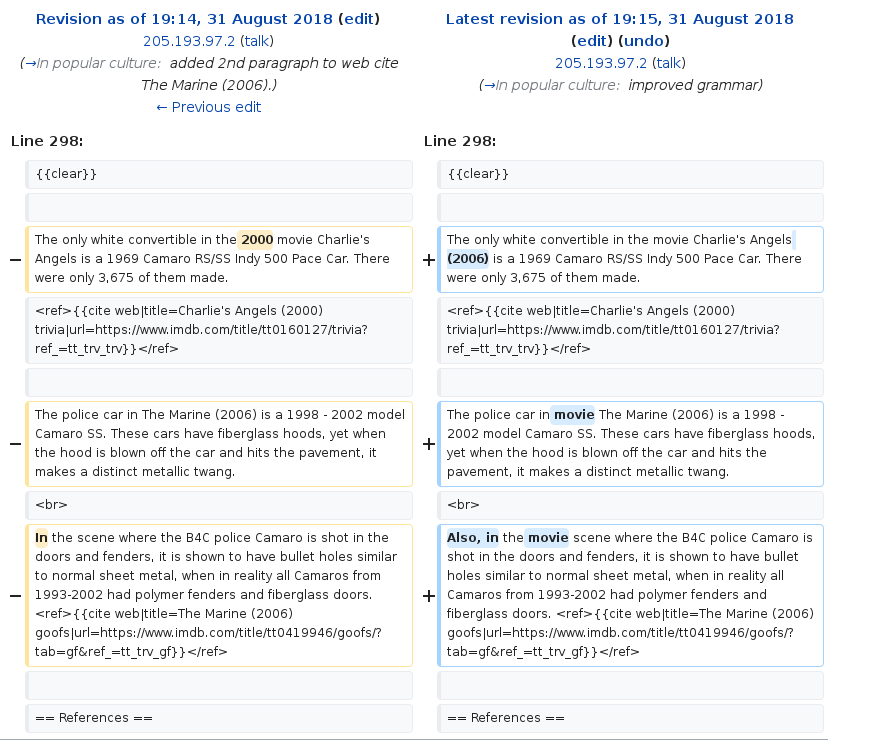 Revision as of 19:14, 31 August 2018 (edit)
205.193.97.2 (talk)
(→In popular culture: added 2nd paragraph to web cite
The Marine (2006).)
← Previous edit
Latest revision as of 19:15, 31 August 2018
(edit) (undo)
205.193.97.2 (talk)
(→In popular culture: improved grammar)
Line 298:
Line 298:
{{clear}}
{{clear}}
− The only white convertible in the 2000 movie Charlie's
Angels is a 1969 Camaro RS/SS Indy 500 Pace Car. There
were only 3,675 of them made.
+ The only white convertible in the movie Charlie's Angels
(2006) is a 1969 Camaro RS/SS Indy 500 Pace Car. There
were only 3,675 of them made.
<ref>{{cite web|title=Charlie's Angels (2000)
trivia|url=https://www.imdb.com/title/tt0160127/trivia?
ref_=tt_trv_trv}}</ref>
<ref>{{cite web|title=Charlie's Angels (2000)
trivia|url=https://www.imdb.com/title/tt0160127/trivia?
ref_=tt_trv_trv}}</ref>
− The police car in The Marine (2006) is a 1998 - 2002 model
Camaro SS. These cars have fiberglass hoods, yet when
the hood is blown off the car and hits the pavement, it
makes a distinct metallic twang.
+ The police car in movie The Marine (2006) is a 1998 -
2002 model Camaro SS. These cars have fiberglass hoods,
yet when the hood is blown off the car and hits the
pavement, it makes a distinct metallic twang.
<br>
<br>
− In the scene where the B4C police Camaro is shot in the
doors and fenders, it is shown to have bullet holes similar
to normal sheet metal, when in reality all Camaros from
1993-2002 had polymer fenders and fiberglass doors.
<ref>{{cite web|title=The Marine (2006)
goofs|url=https://www.imdb.com/title/tt0419946/goofs/?
tab=gf&ref_=tt_trv_gf}}</ref>
+ Also, in the movie scene where the B4C police Camaro is
shot in the doors and fenders, it is shown to have bullet
holes similar to normal sheet metal, when in reality all
Camaros from 1993-2002 had polymer fenders and
fiberglass doors. <ref>{{cite web|title=The Marine (2006)
goofs|url=https://www.imdb.com/title/tt0419946/goofs/?
tab=gf&ref_=tt_trv_gf}}</ref>
== References ==
== References ==